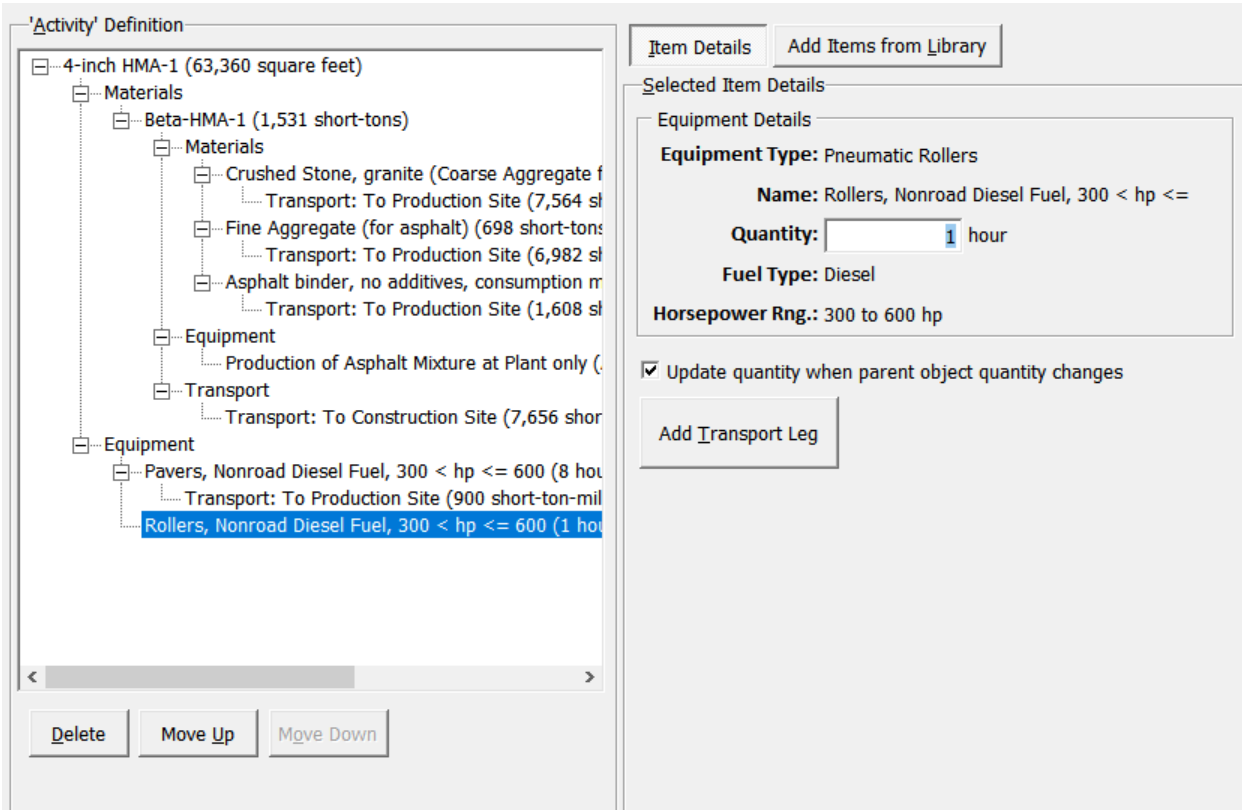 'Activity' Definition
4-inch HMA-1 (63,360 square feet)
Materials
Beta-HMA-1 (1,531 short-tons)
Materials
Crushed Stone, granite (Coarse Aggregate f
Transport: To Production Site (7,564 sh
Fine Aggregate (for asphalt) (698 short-tons
Transport: To Production Site (6,982 sh
Asphalt binder, no additives, consumption m
Transport: To Production Site (1,608 sh
Equipment
Production of Asphalt Mixture at Plant only (
Transport
Transport: To Construction Site (7,656 shor
Equipment
Pavers, Nonroad Diesel Fuel, 300 < hp <= 600 (8 hou
Transport: To Production Site (900 short-ton-mil
Rollers, Nonroad Diesel Fuel, 300 < hp <= 600 (1 hou
Delete Move Up Move Down
Item Details Add Items from Library
Selected Item Details
Equipment Details
Equipment Type: Pneumatic Rollers
Name: Rollers, Nonroad Diesel Fuel, 300 < hp <=
Quantity: 1 hour
Fuel Type: Diesel
Horsepower Rng.: 300 to 600 hp
Update quantity when parent object quantity changes
Add Transport Leg